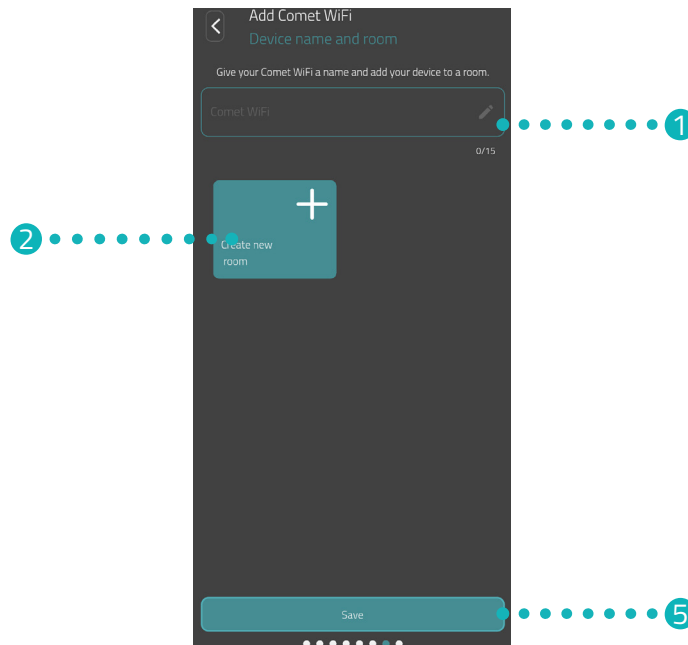 Add Comet WiFi
Device name and room
Give your Comet WiFi a name and add your device to a room.
Comet WiFi
1
0/15
2
Create new
room
Save
5